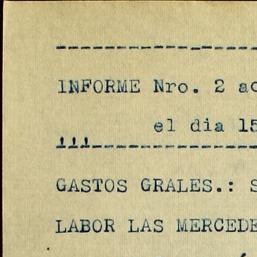 INFORME Nro. 2 ac
el dia 15
GASTOS GRALES.: S
LABOR LAS MERCEDE